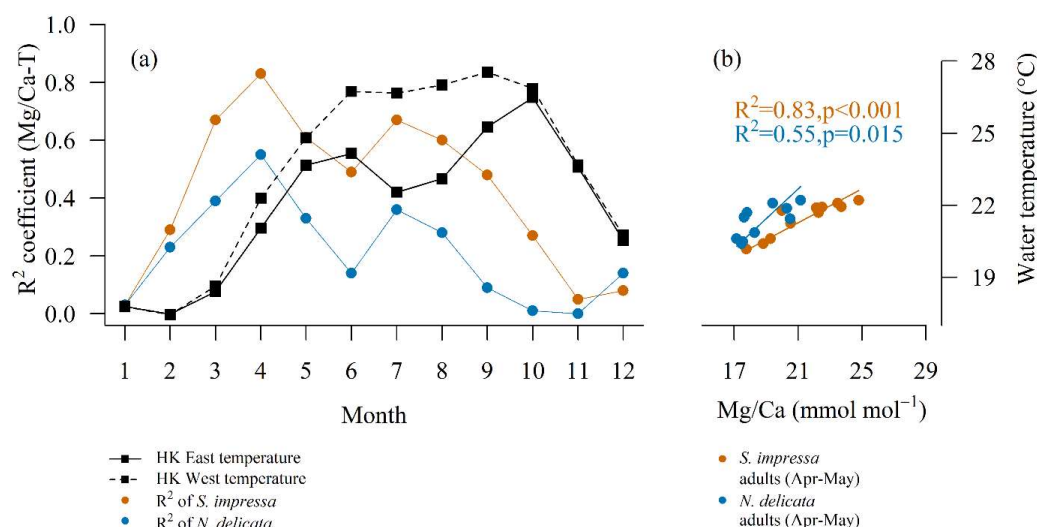 (a)
R² coefficient (Mg/Ca-T)
1.0
0.8
0.6
0.4
0.2
0.0
1 2 3 4 5 6 7 8 9 10 11 12
Month
HK East temperature
HK West temperature
R² of S. impressa
R² of N. delicata
(b)
R²=0.83,p<0.001
R²=0.55,p=0.015
28
25
22
19
Water temperature (°C)
17 21 25 29
Mg/Ca (mmol mol⁻¹)
S. impressa
adults (Apr-May)
N. delicata
adults (Apr-May)